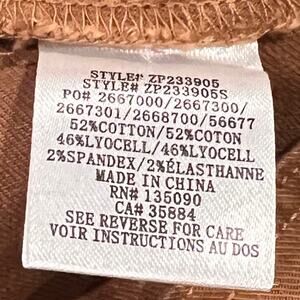 STYLE# ZP233905
STYLE# ZP233905S
PO# 2667000/2667300/
2667301/2668700/56677
52%COTTON/52%COTON
46%LYOCELL/46%LYOCELL
2%SPANDEX/2%ÉLASTHANNE
MADE IN CHINA
RN# 135090
CA# 35884
SEE REVERSE FOR CARE
VOIR INSTRUCTIONS AU DOS